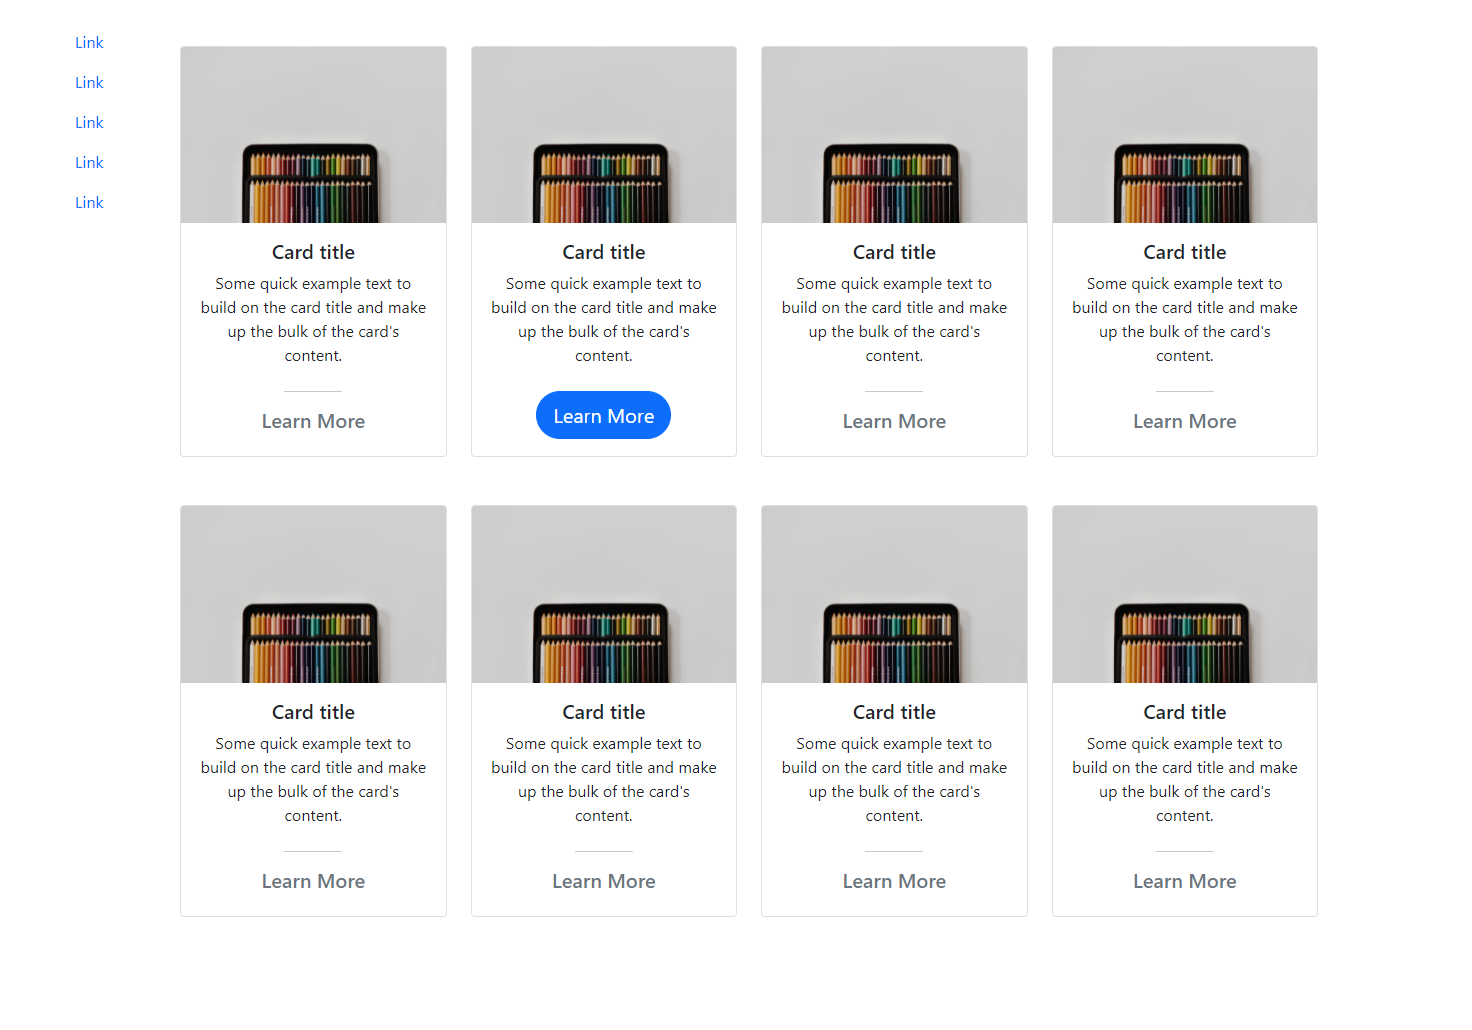 Link
Link
Link
Link
Link
Card title
Some quick example text to
build on the card title and make
up the bulk of the card's
content.
Learn More
Card title
Some quick example text to
build on the card title and make
up the bulk of the card's
content.
Learn More
Card title
Some quick example text to
build on the card title and make
up the bulk of the card's
content.
Learn More
Card title
Some quick example text to
build on the card title and make
up the bulk of the card's
content.
Learn More
Card title
Some quick example text to
build on the card title and make
up the bulk of the card's
content.
Learn More
Card title
Some quick example text to
build on the card title and make
up the bulk of the card's
content.
Learn More
Card title
Some quick example text to
build on the card title and make
up the bulk of the card's
content.
Learn More
Card title
Some quick example text to
build on the card title and make
up the bulk of the card's
content.
Learn More